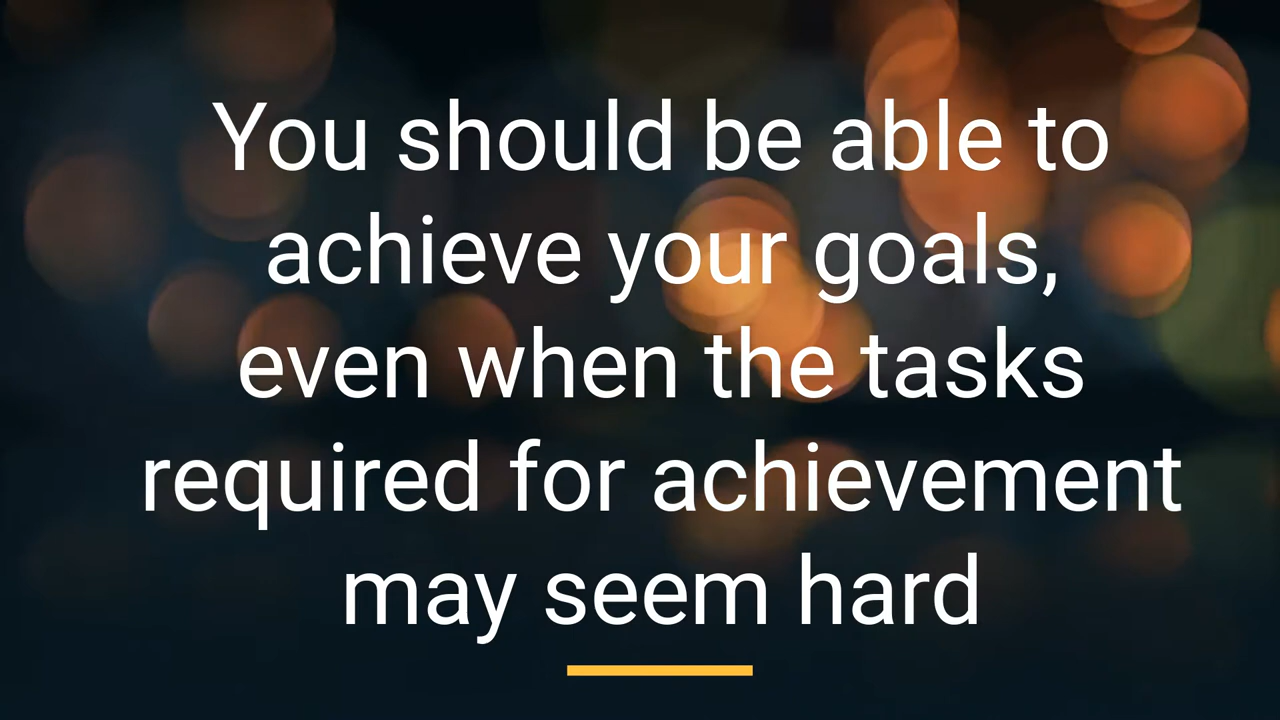 You should be able to
achieve your goals,
even when the tasks
required for achievement
may seem hard